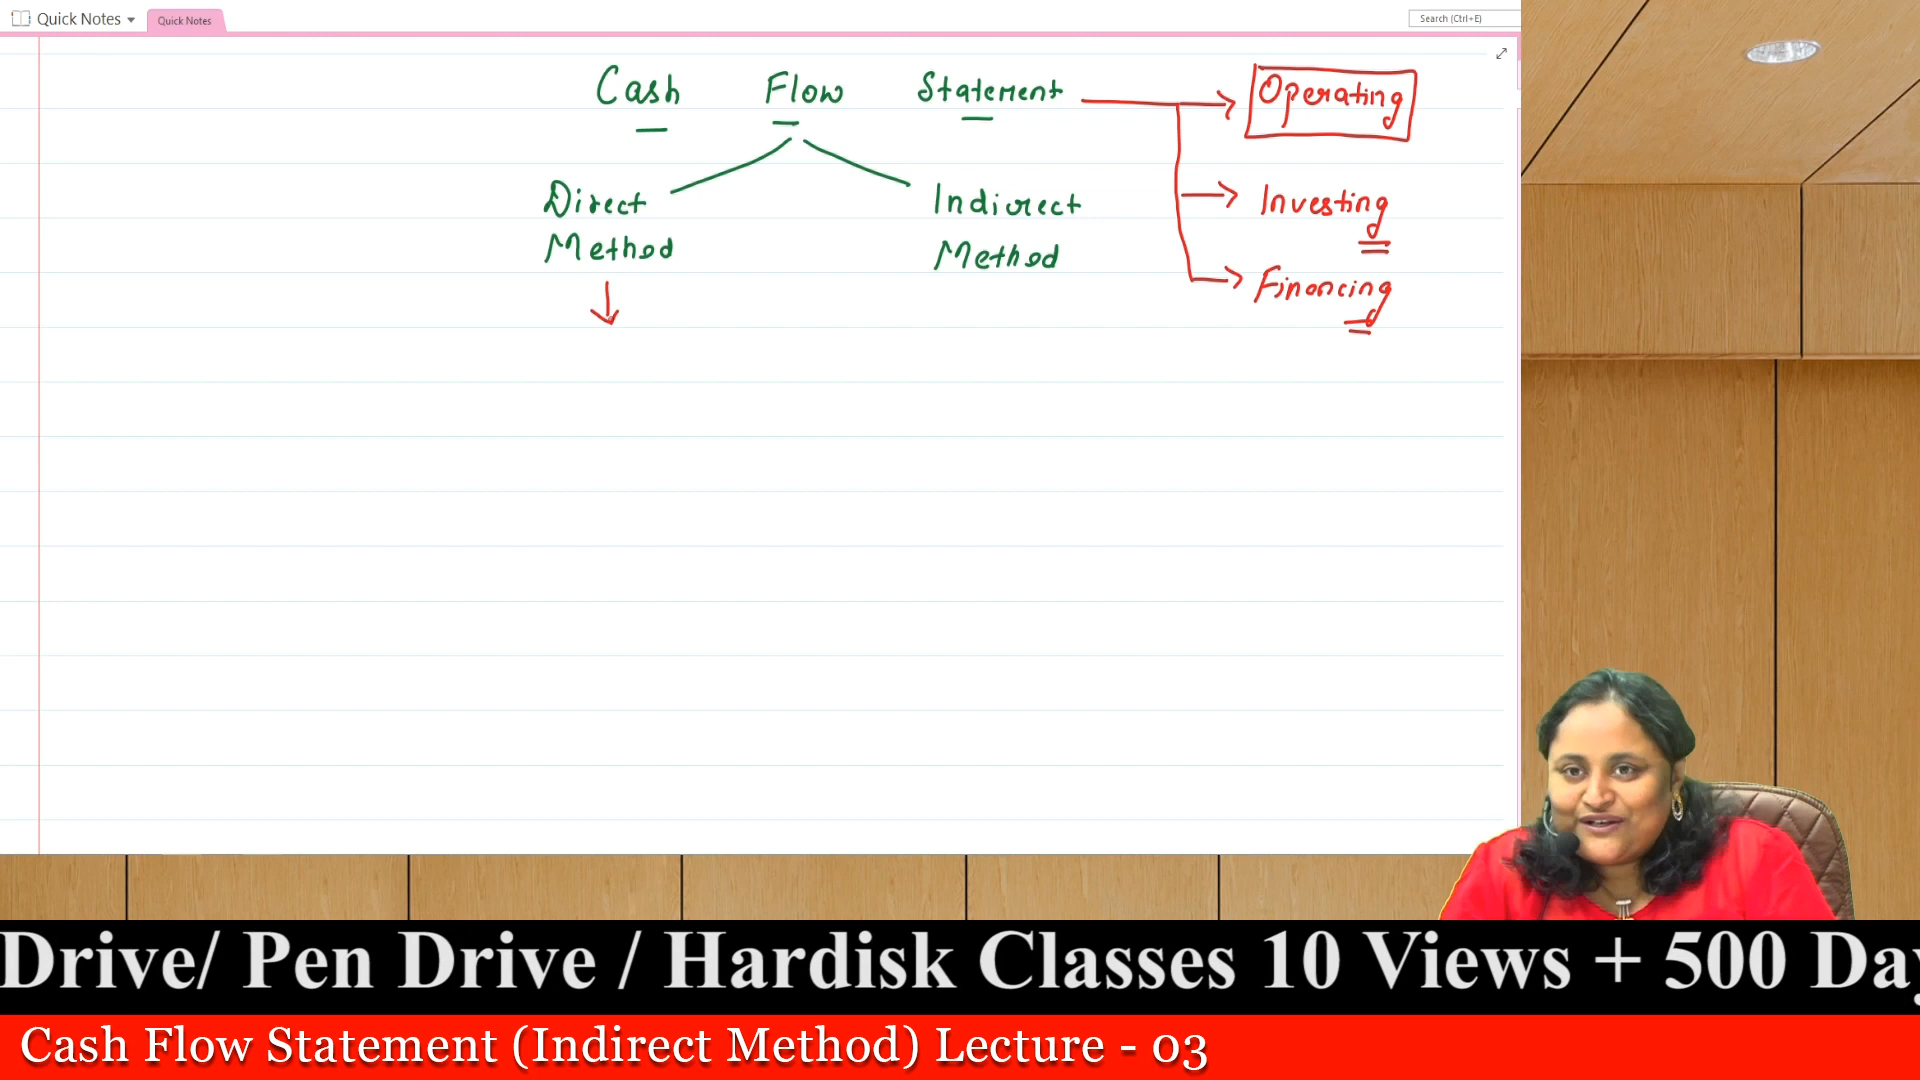 Quick Notes
Quick Notes
Search (Ctrl+E)
Cash Flow Statement
Operating
Direct
Method
Indirect
Method
Investing
Financing
Drive/ Pen Drive / Hardisk Classes 10 Views + 500 Day
Cash Flow Statement (Indirect Method) Lecture - 03